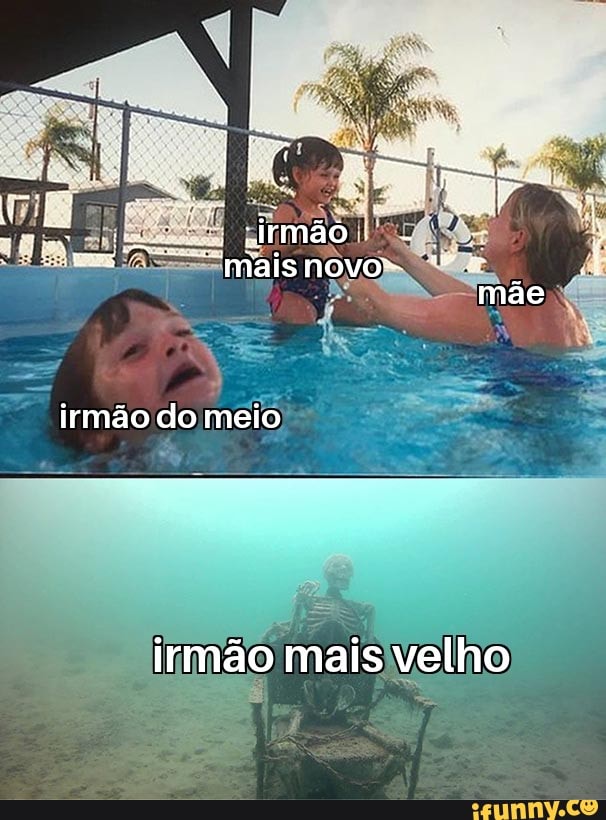 irmão
mais novo
mãe
irmão do meio
irmão mais velho
ifunny.co